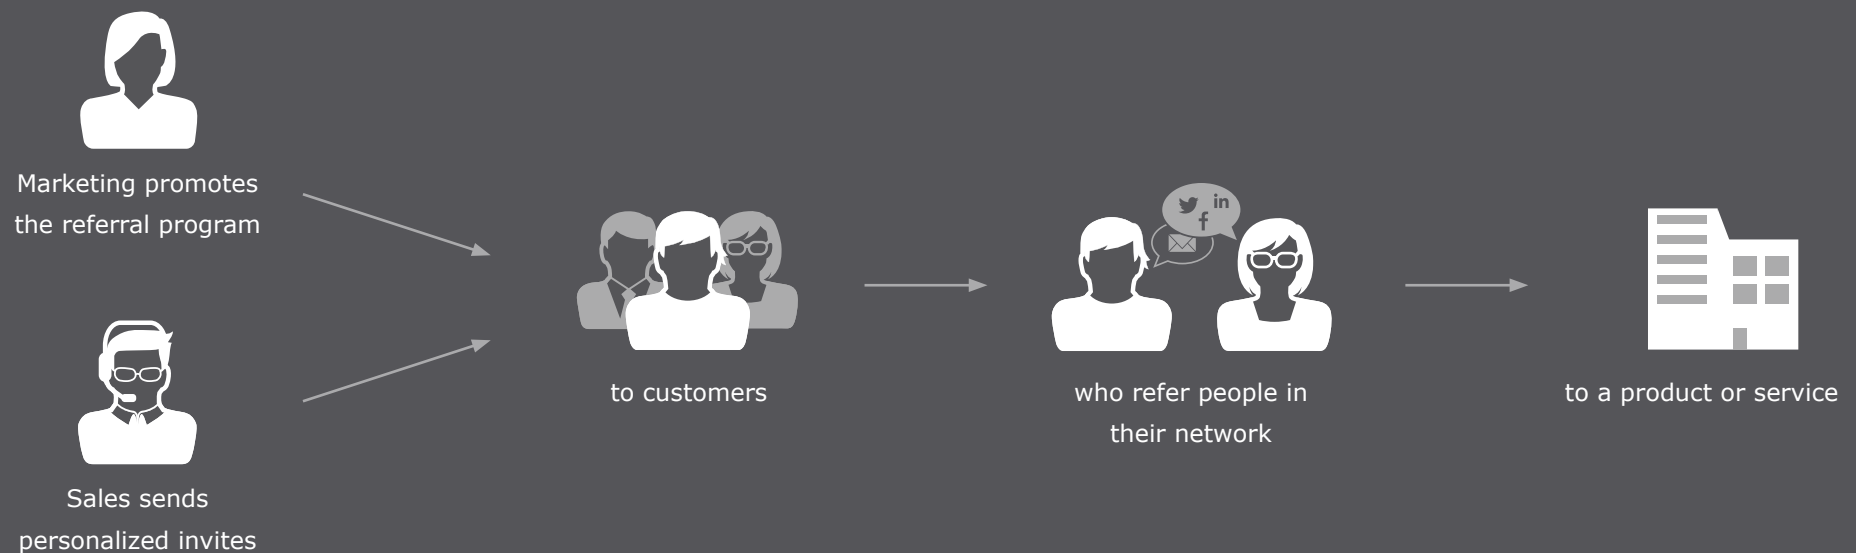 Marketing promotes
the referral program
Sales sends
personalized invites
to customers
in
f
who refer people in
their network
to a product or service